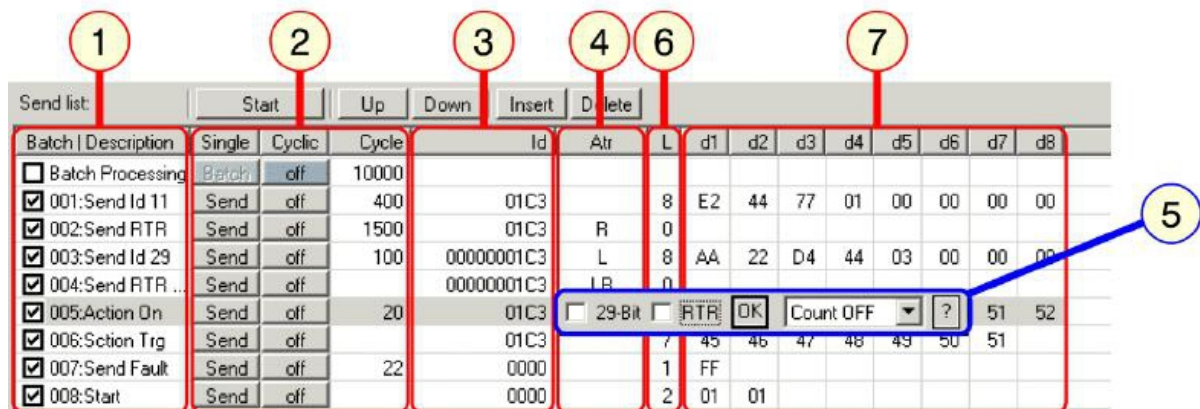 1 2 3 4 6 7
Send list: Start Up Down Insert Delete
Batch | Description Single Cyclic Cycle Id Atr L d1 d2 d3 d4 d5 d6 d7 d8
Batch Processing Batch off 10000
001:Send Id 11 Send off 400 01C3 8 E2 44 77 01 00 00 00 00
002:Send RTR Send off 1500 01C3 R 0
5
003:Send Id 29 Send off 100 00000001C3 L 8 AA 22 D4 44 03 00 00 00
004:Send RTR ... Send off 00000001C3 LR 0
005:Action On Send off 20 01C3 29-Bit RTR OK Count OFF ? 51 52
006:Sction Trg Send off 01C3 7 45 46 47 48 49 50 51
007:Send Fault Send off 22 0000 1 FF
008:Start Send off 0000 2 01 01